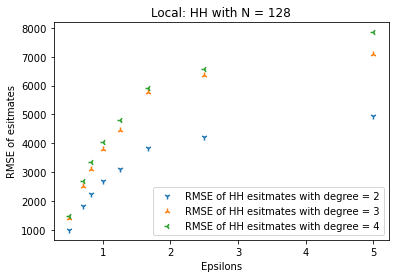 Local: HH with N = 128
8000
7000
6000
5000
4000
3000
2000
1000
RMSE of esitmates
RMSE of HH esitmates with degree = 2
RMSE of HH esitmates with degree = 3
RMSE of HH esitmates with degree = 4
1 2 3 4 5
Epsilons